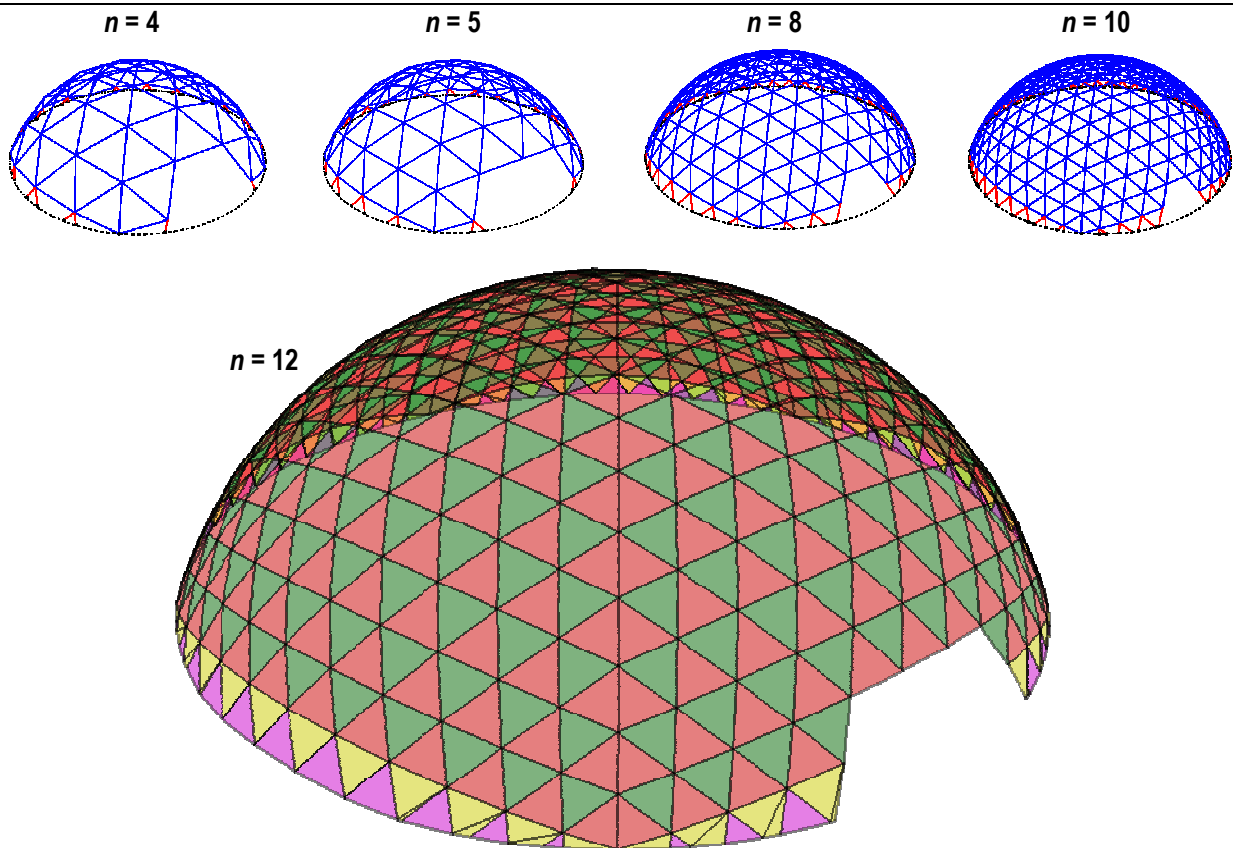 n = 4
n = 5
n = 8
n = 10
n = 12